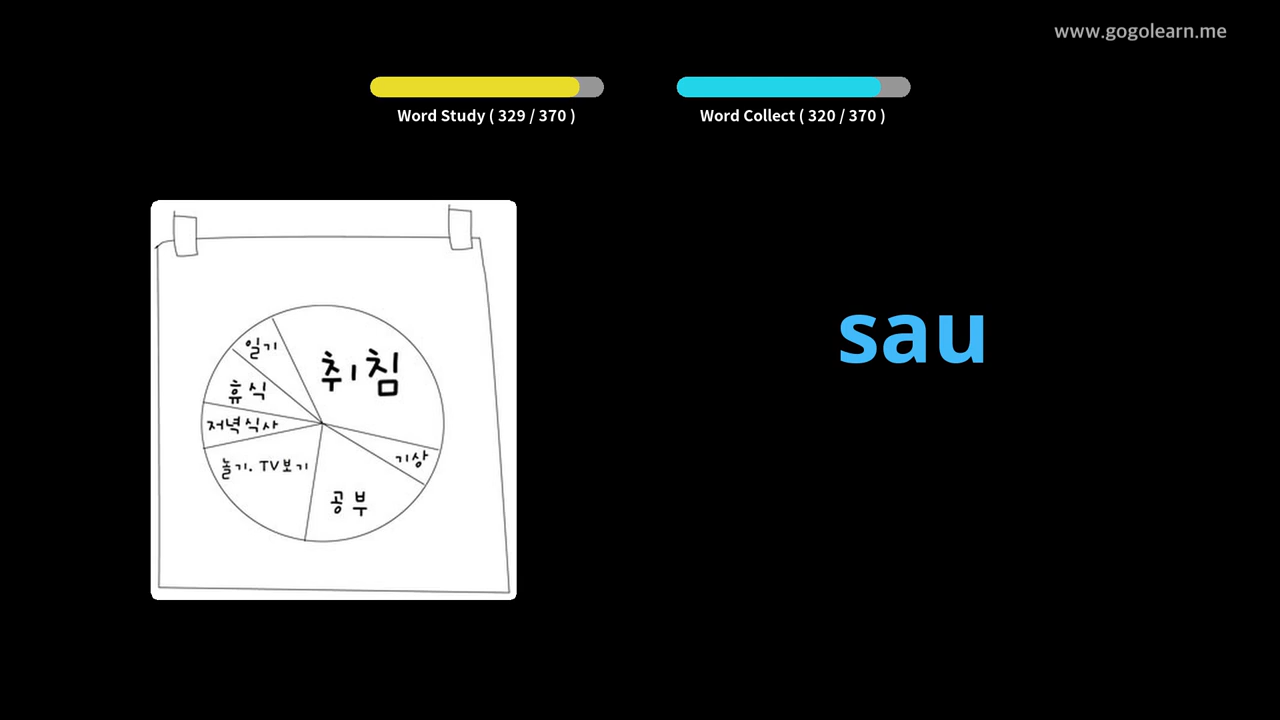 www.gogolearn.me
Word Study ( 329 / 370 )
Word Collect ( 320 / 370 )
일기
취침
휴식
저녁식사
놀기. TV보기
기상
공부
sau